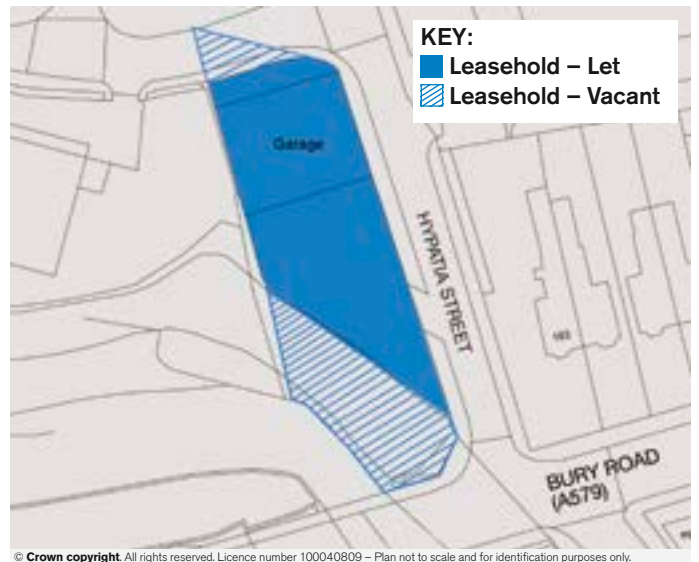 KEY:
Leasehold – Let
Leasehold – Vacant
Garage
HYPATIA STREET
BURY ROAD
(A579)
© Crown copyright. All rights reserved. Licence number 100040809 – Plan not to scale and for identification purposes only.